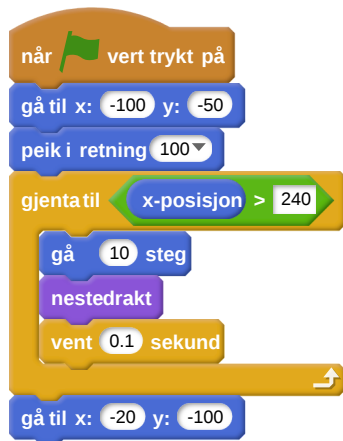 når vert trykt på
gå til x: -100 y: -50
peik i retning 100
gjenta til x-posisjon > 240
gå 10 steg
nestedrakt
vent 0.1 sekund
gå til x: -20 y: -100